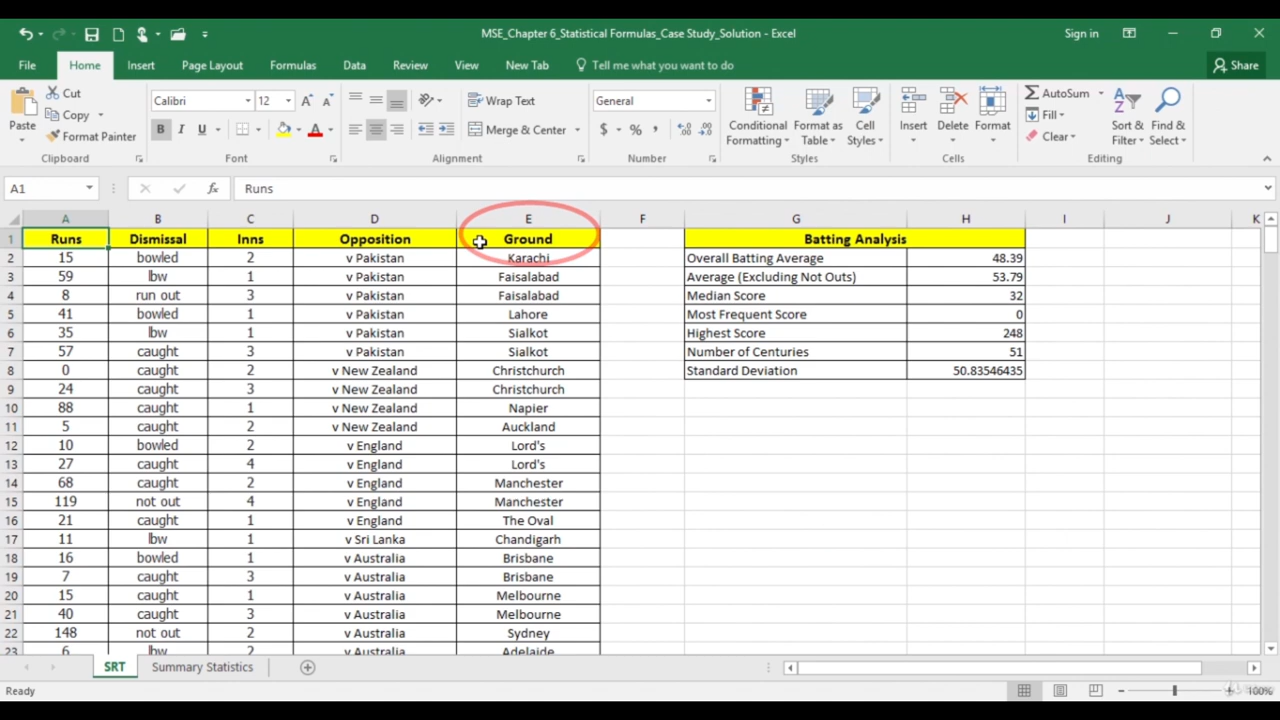 MSE_Chapter 6_Statistical Formulas_Case Study_Solution - Excel
Sign in
File Home Insert Page Layout Formulas Data Review View New Tab Tell me what you want to do Share
Cut
Copy
Format Painter
Paste
Clipboard
Calibri 12
B I U
Font
Wrap Text
Merge & Center
Alignment
General
$ % ,
Number
Conditional Formatting
Format as Table
Cell Styles
Styles
Insert Delete Format
Cells
AutoSum
Fill
Clear
Sort & Filter
Find & Select
Editing
A1 fx Runs
A B C D E F G H I J K
1 Runs Dismissal Inns Opposition Ground Batting Analysis
2 15 bowled 2 v Pakistan Karachi Overall Batting Average 48.39
3 59 lbw 1 v Pakistan Faisalabad Average (Excluding Not Outs) 53.79
4 8 run out 3 v Pakistan Faisalabad Median Score 32
5 41 bowled 1 v Pakistan Lahore Most Frequent Score 0
6 35 lbw 1 v Pakistan Sialkot Highest Score 248
7 57 caught 3 v Pakistan Sialkot Number of Centuries 51
8 0 caught 2 v New Zealand Christchurch Standard Deviation 50.83546435
9 24 caught 3 v New Zealand Christchurch
10 88 caught 1 v New Zealand Napier
11 5 caught 2 v New Zealand Auckland
12 10 bowled 2 v England Lord's
13 27 caught 4 v England Lord's
14 68 caught 2 v England Manchester
15 119 not out 4 v England Manchester
16 21 caught 1 v England The Oval
17 11 lbw 1 v Sri Lanka Chandigarh
18 16 bowled 1 v Australia Brisbane
19 7 caught 3 v Australia Brisbane
20 15 caught 1 v Australia Melbourne
21 40 caught 3 v Australia Melbourne
22 148 not out 2 v Australia Sydney
23 6 lbw 1 v Australia Adelaide
SRT Summary Statistics
Ready 100%